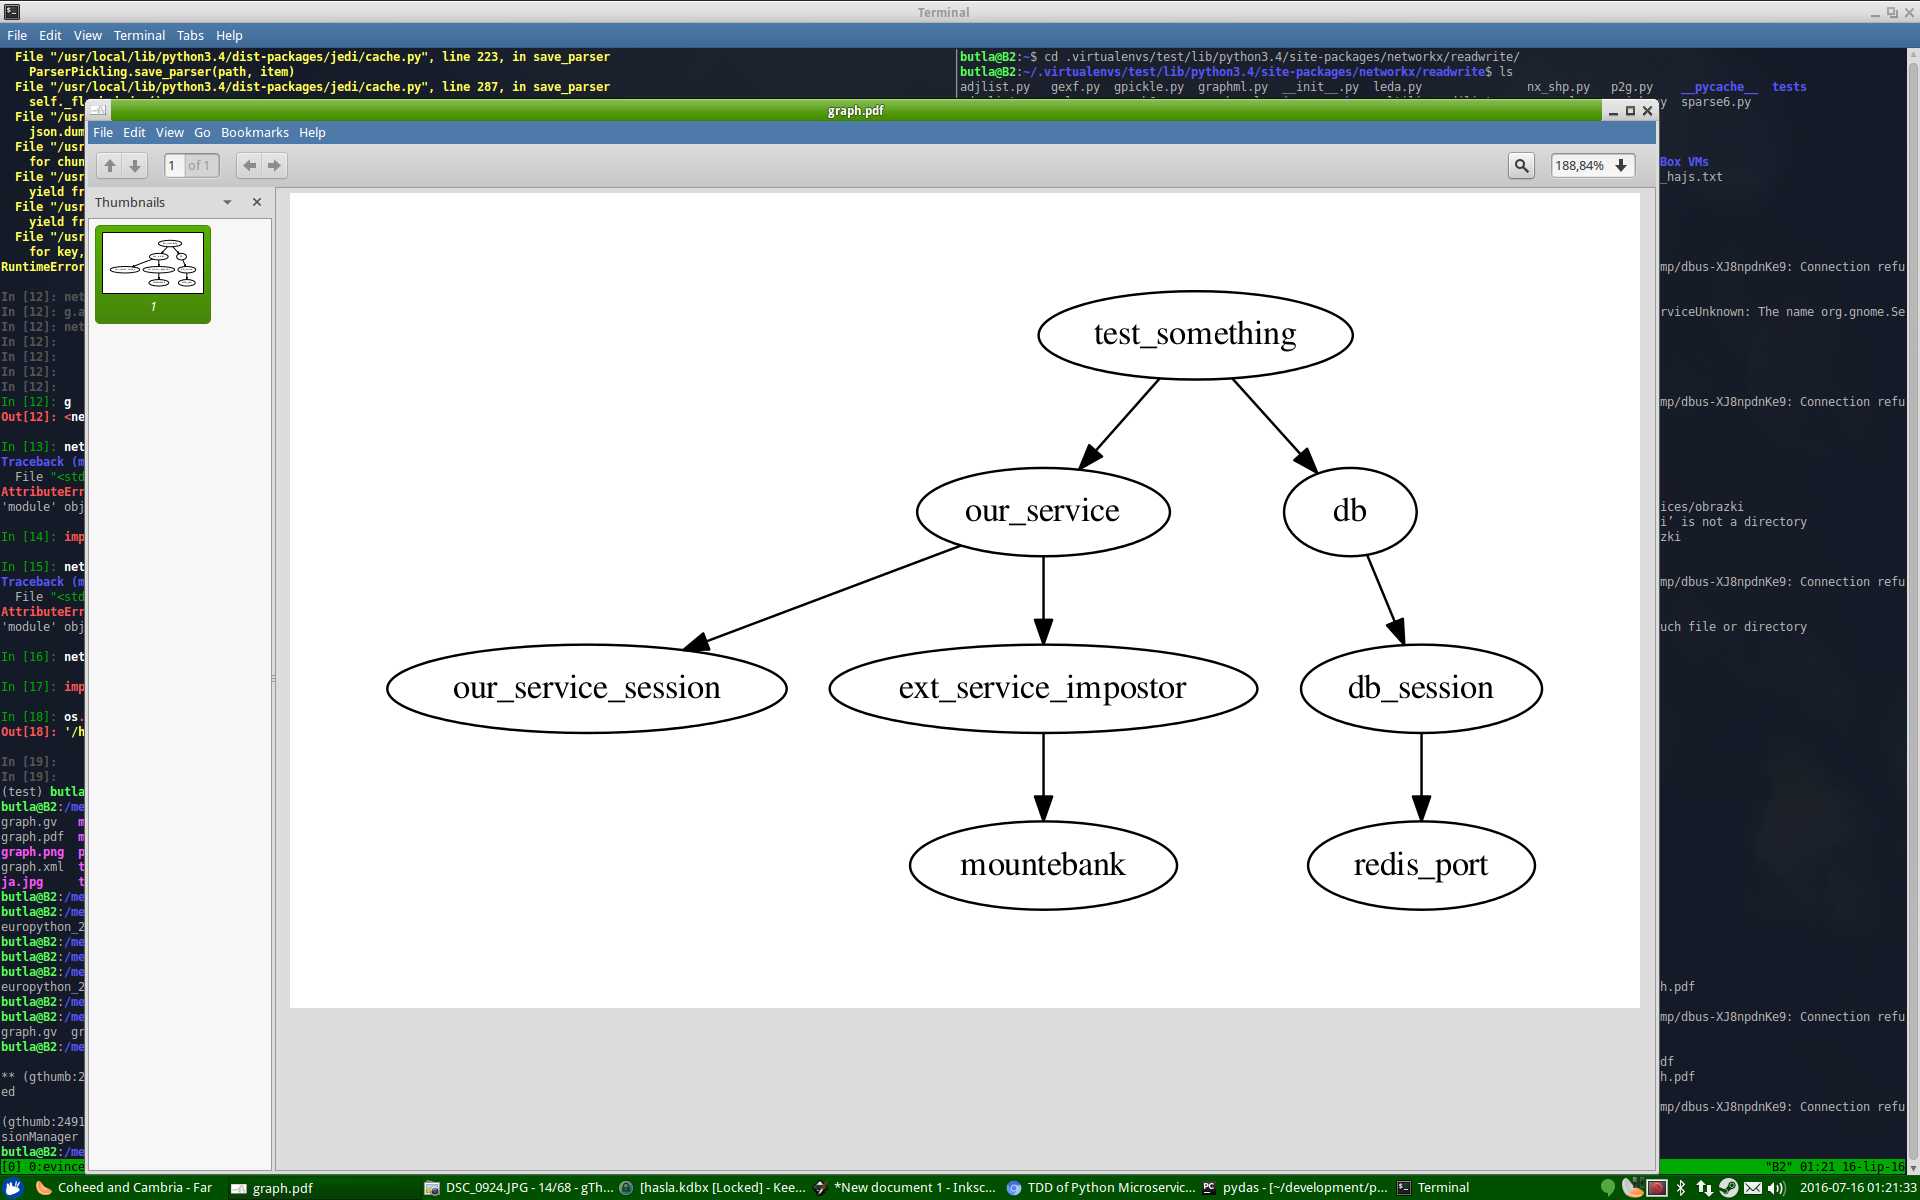 Terminal
File Edit View Terminal Tabs Help
File "/usr/local/lib/python3.4/dist-packages/jedi/cache.py", line 223, in save_parser
ParserPickling.save_parser(path, item)
File "/usr/local/lib/python3.4/dist-packages/jedi/cache.py", line 287, in save_parser
butla@B2:~$ cd .virtualenvs/test/lib/python3.4/site-packages/networkx/readwrite/
butla@B2:~/.virtualenvs/test/lib/python3.4/site-packages/networkx/readwrite$ ls
adjlist.py gexf.py gpickle.py graphml.py __init__.py leda.py nx_shp.py p2g.py __pycache__ tests
sparse6.py
graph.pdf
File Edit View Go Bookmarks Help
1 of 1
188,84%
Thumbnails
1
test_something
our_service
db
our_service_session
ext_service_impostor
db_session
mountebank
redis_port
json.dum
for chun
File "/usr
yield fr
File "/usr
yield fr
File "/usr
for key,
RuntimeError
In [12]: net
In [12]: g.a
In [12]: net
In [12]:
In [12]:
In [12]:
In [12]:
In [12]: g
Out[12]: <ne
In [13]: net
Traceback (m
File "<std
AttributeErr
'module' obj
In [14]: imp
In [15]: net
Traceback (m
File "<std
AttributeErr
'module' obj
In [16]: net
In [17]: imp
In [18]: os.
Out[18]: '/h
In [19]:
In [19]:
(test) butla
butla@B2:/me
graph.gv m
graph.pdf m
graph.png p
graph.xml t
ja.jpg t
butla@B2:/me
butla@B2:/me
europython_2
butla@B2:/me
butla@B2:/me
butla@B2:/me
europython_2
butla@B2:/me
butla@B2:/me
graph.gv gr
butla@B2:/me
** (gthumb:2
ed
(gthumb:2491
sionManager
butla@B2:/me
[0] 0:evince
Box VMs
_hajs.txt
mp/dbus-XJ8npdnKe9: Connection refu
rviceUnknown: The name org.gnome.Se
mp/dbus-XJ8npdnKe9: Connection refu
ices/obrazki
i’ is not a directory
zki
mp/dbus-XJ8npdnKe9: Connection refu
uch file or directory
h.pdf
mp/dbus-XJ8npdnKe9: Connection refu
df
h.pdf
mp/dbus-XJ8npdnKe9: Connection refu
"B2" 01:21 16-lip-16
Coheed and Cambria - Far
graph.pdf
DSC_0924.JPG - 14/68 - gTh...
[hasla.kdbx [Locked] - Kee...
*New document 1 - Inksc...
TDD of Python Microservic...
pydas - [~/development/p...
Terminal
2016-07-16 01:21:33